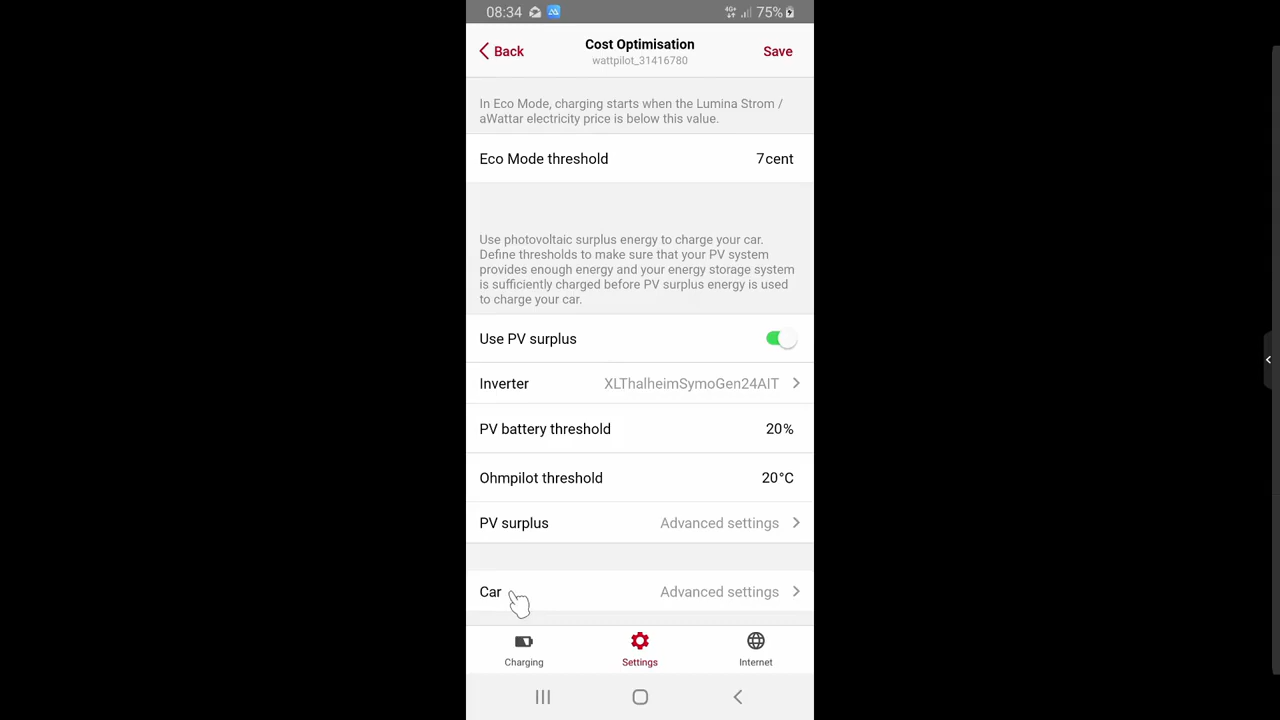 08:34 4G+ 75%
Back Cost Optimisation Save
wattpilot_31416780
In Eco Mode, charging starts when the Lumina Strom /
aWattar electricity price is below this value.
Eco Mode threshold 7cent
Use photovoltaic surplus energy to charge your car.
Define thresholds to make sure that your PV system
provides enough energy and your energy storage system
is sufficiently charged before PV surplus energy is used
to charge your car.
Use PV surplus
Inverter XLThalheimSymoGen24AIT
PV battery threshold 20%
Ohmpilot threshold 20°C
PV surplus Advanced settings
Car Advanced settings
Charging Settings Internet